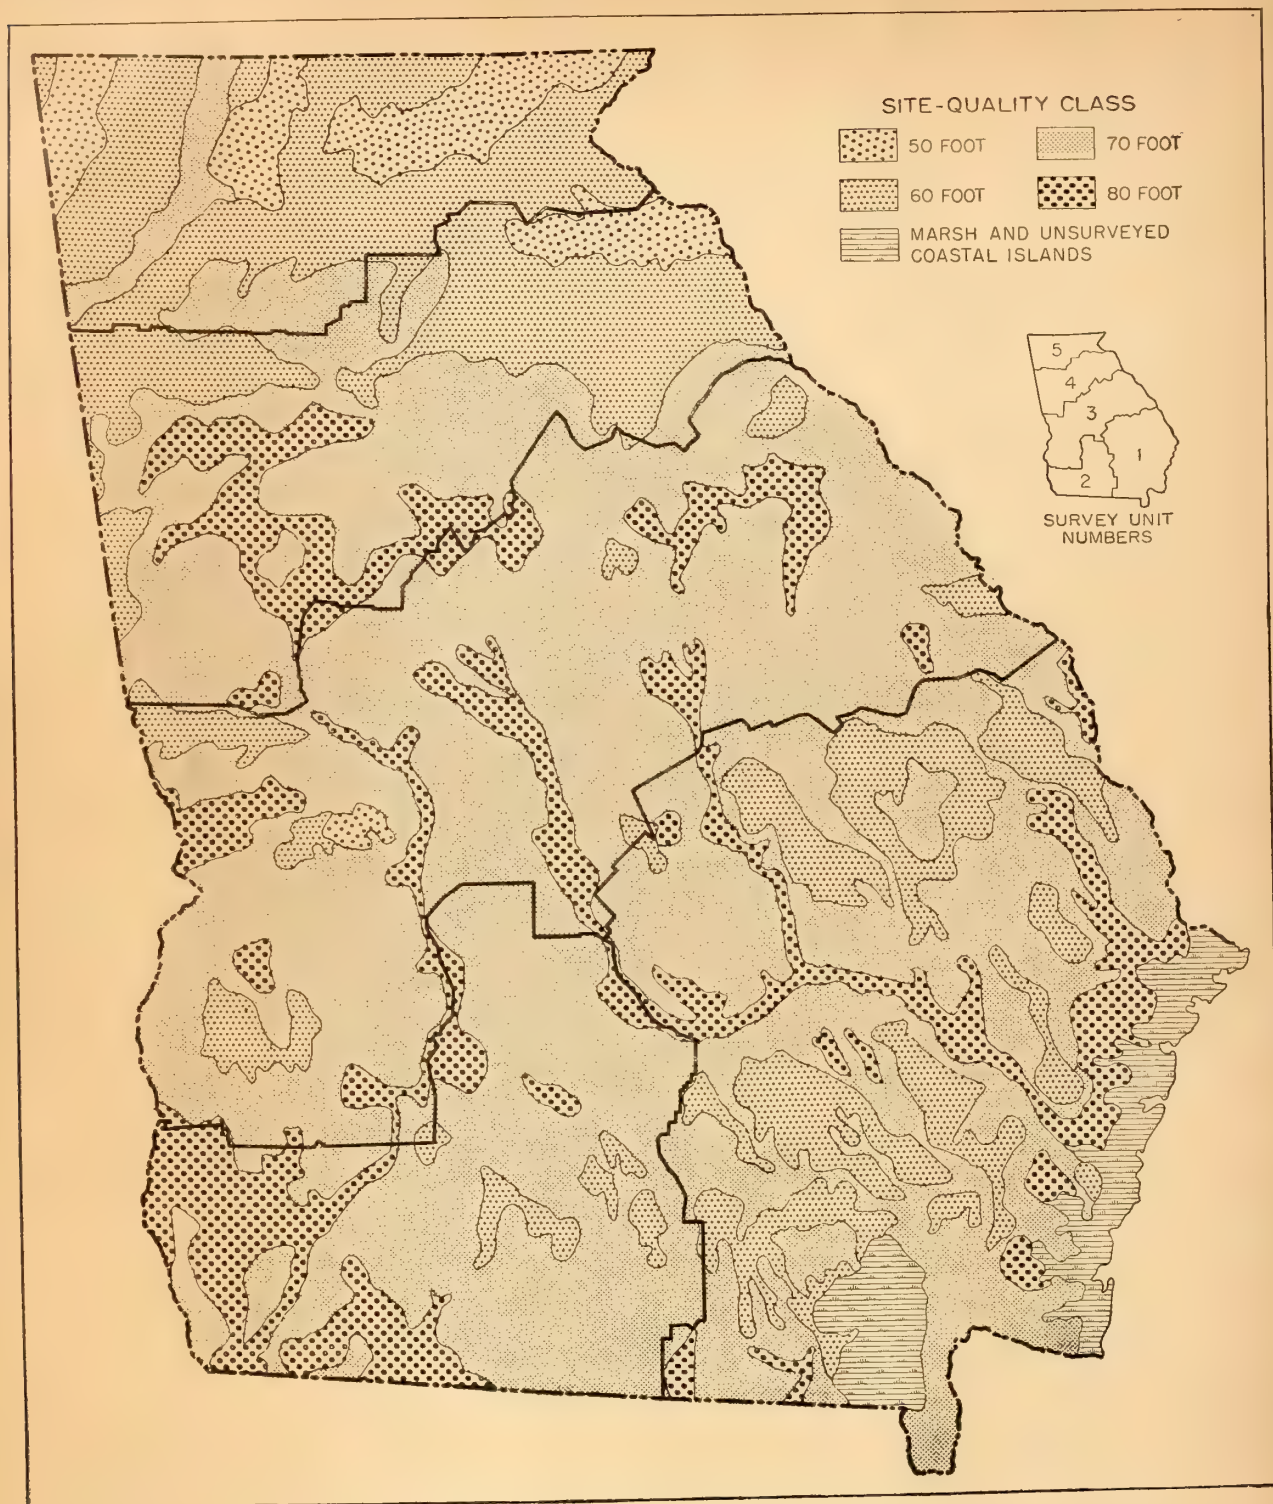 SITE-QUALITY CLASS
50 FOOT
70 FOOT
60 FOOT
80 FOOT
MARSH AND UNSURVEYED
COASTAL ISLANDS
5
4
3
1
2
SURVEY UNIT
NUMBERS